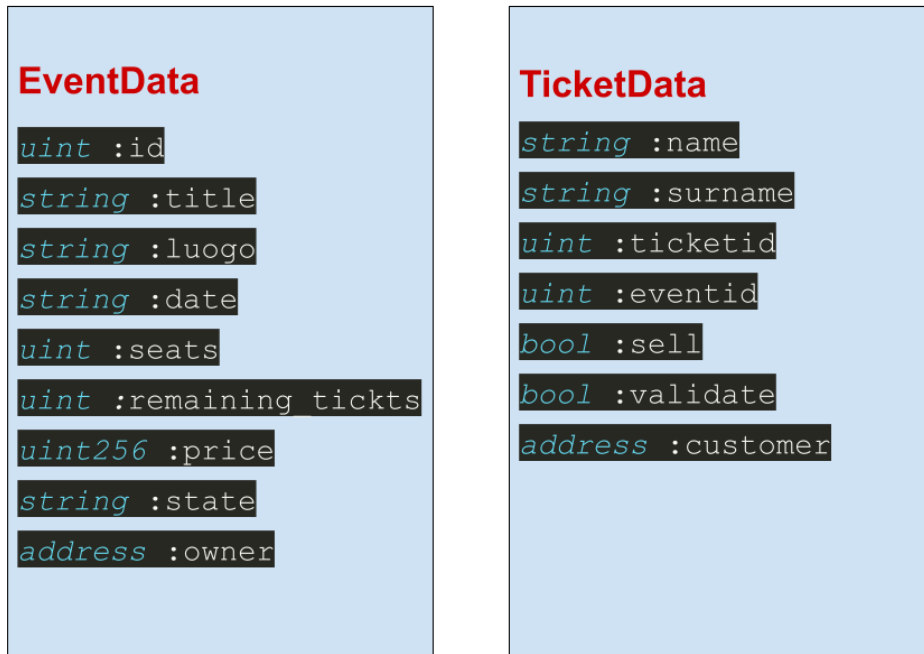 EventData
uint :id
string :title
string :luogo
string :date
uint :seats
uint :remaining_tickts
uint256 :price
string :state
address :owner
TicketData
string :name
string :surname
uint :ticketid
uint :eventid
bool :sell
bool :validate
address :customer